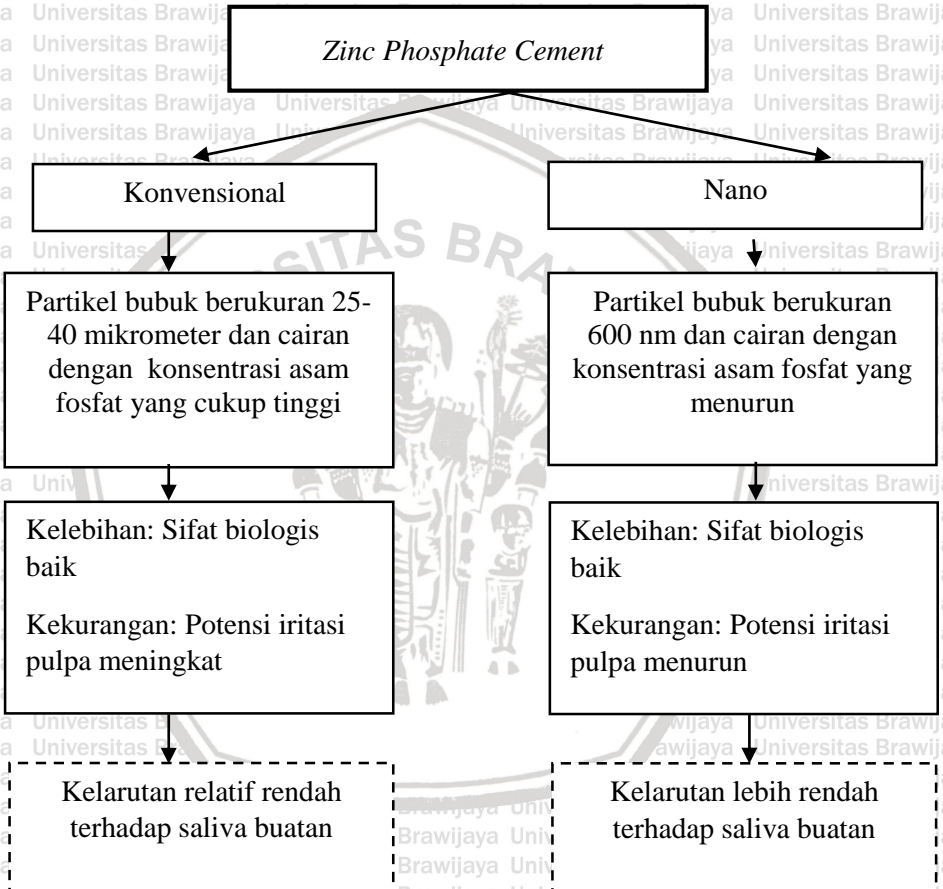 Zinc Phosphate Cement
Konvensional
Nano
Partikel bubuk berukuran 25-
40 mikrometer dan cairan
dengan konsentrasi asam
fosfat yang cukup tinggi
Partikel bubuk berukuran
600 nm dan cairan dengan
konsentrasi asam fosfat yang
menurun
Kelebihan: Sifat biologis
baik
Kekurangan: Potensi iritasi
pulpa meningkat
Kelebihan: Sifat biologis
baik
Kekurangan: Potensi iritasi
pulpa menurun
Kelarutan relatif rendah
terhadap saliva buatan
Kelarutan lebih rendah
terhadap saliva buatan